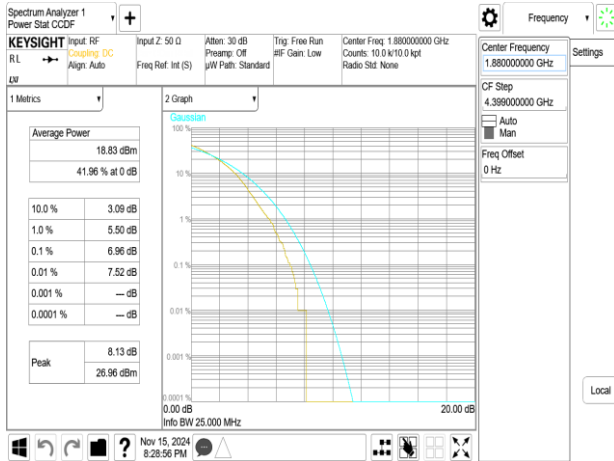 Spectrum Analyzer 1
Power Stat CCDF
Frequency
KEYSIGHT
RL
LXI
Input: RF
Coupling: DC
Align: Auto
Input Z: 50 Ω
Freq Ref: Int (S)
Atten: 30 dB
Preamp: Off
µW Path: Standard
Trig: Free Run
#IF Gain: Low
Center Freq: 1.880000000 GHz
Counts: 10.0 k/10.0 kpt
Radio Std: None
Center Frequency
1.880000000 GHz
Settings
CF Step
4.399000000 GHz
Auto
Man
Freq Offset
0 Hz
Local
1 Metrics
Average Power
18.83 dBm
41.96 % at 0 dB
10.0 % 3.09 dB
1.0 % 5.50 dB
0.1 % 6.96 dB
0.01 % 7.52 dB
0.001 % --- dB
0.0001 % --- dB
Peak
8.13 dB
26.96 dBm
2 Graph
Gaussian
100 %
10 %
1 %
0.1 %
0.01 %
0.001 %
0.0001 %
0.00 dB 20.00 dB
Info BW 25.000 MHz
?
Nov 15, 2024
8:28:56 PM